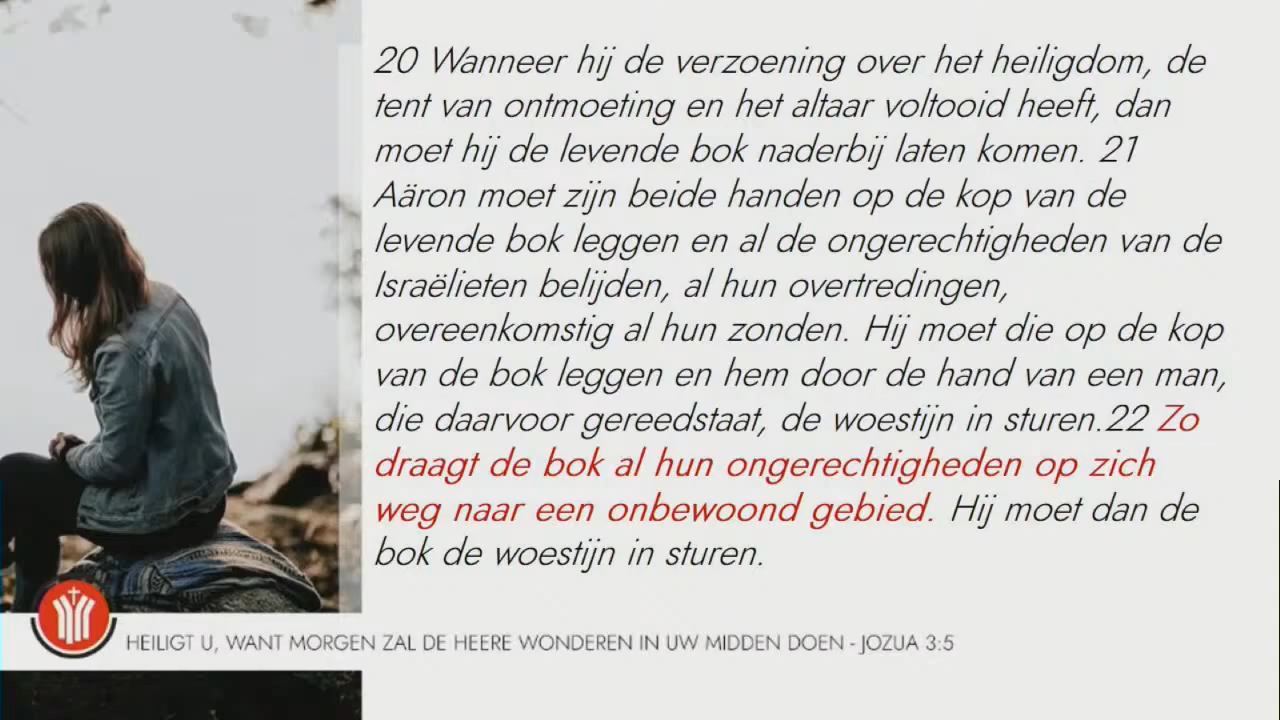 20 Wanneer hij de verzoening over het heiligdom, de
tent van ontmoeting en het altaar voltooid heeft, dan
moet hij de levende bok naderbij laten komen. 21
Aäron moet zijn beide handen op de kop van de
levende bok leggen en al de ongerechtigheden van de
Israëlieten belijden, al hun overtredingen,
overeenkomstig al hun zonden. Hij moet die op de kop
van de bok leggen en hem door de hand van een man,
die daarvoor gereedstaat, de woestijn in sturen.22 Zo
draagt de bok al hun ongerechtigheden op zich
weg naar een onbewoond gebied. Hij moet dan de
bok de woestijn in sturen.
HEILIGT U, WANT MORGEN ZAL DE HEERE WONDEREN IN UW MIDDEN DOEN - JOZUA 3:5